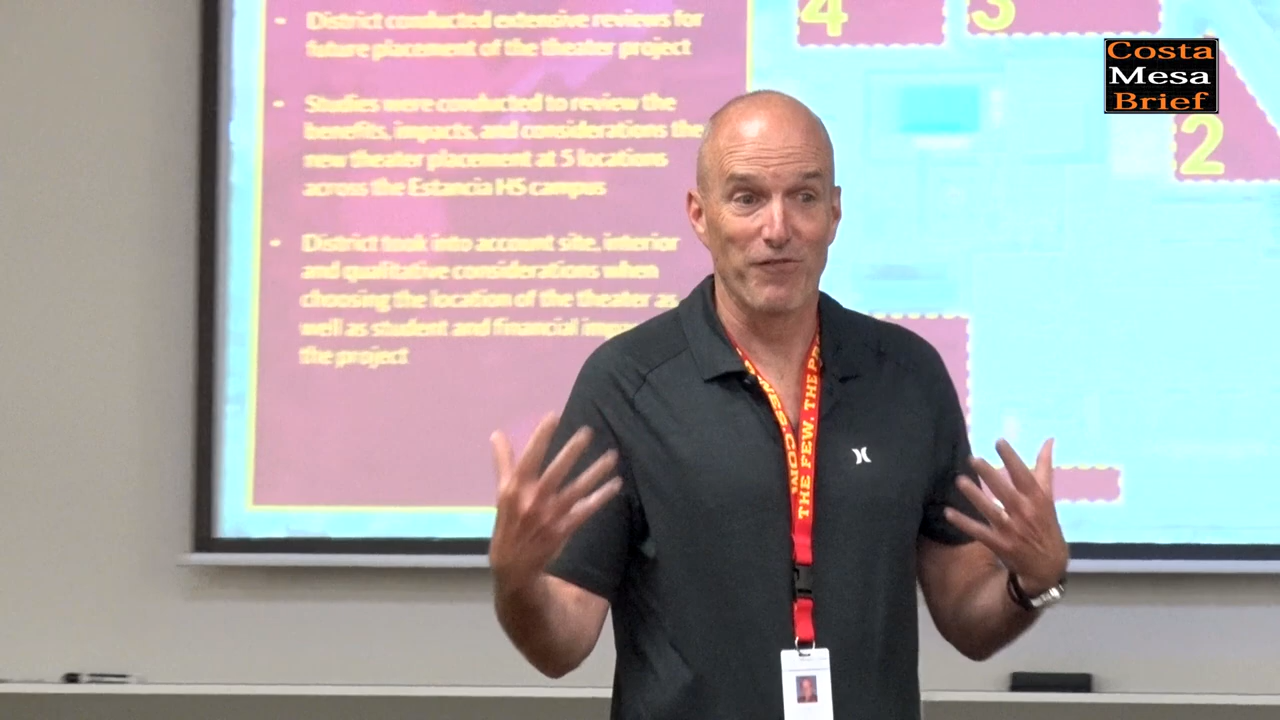 • District conducted extensive reviews for
future placement of the theater project
• Studies were conducted to review the
benefits, impacts, and considerations the
new theater placement at 5 locations
across the Estancia HS campus
• District took into account site, interior
and qualitative considerations when
choosing the location of the theater as
well as student and financial
the project
4
3
2
Costa
Mesa
Brief
THE FEW. THE